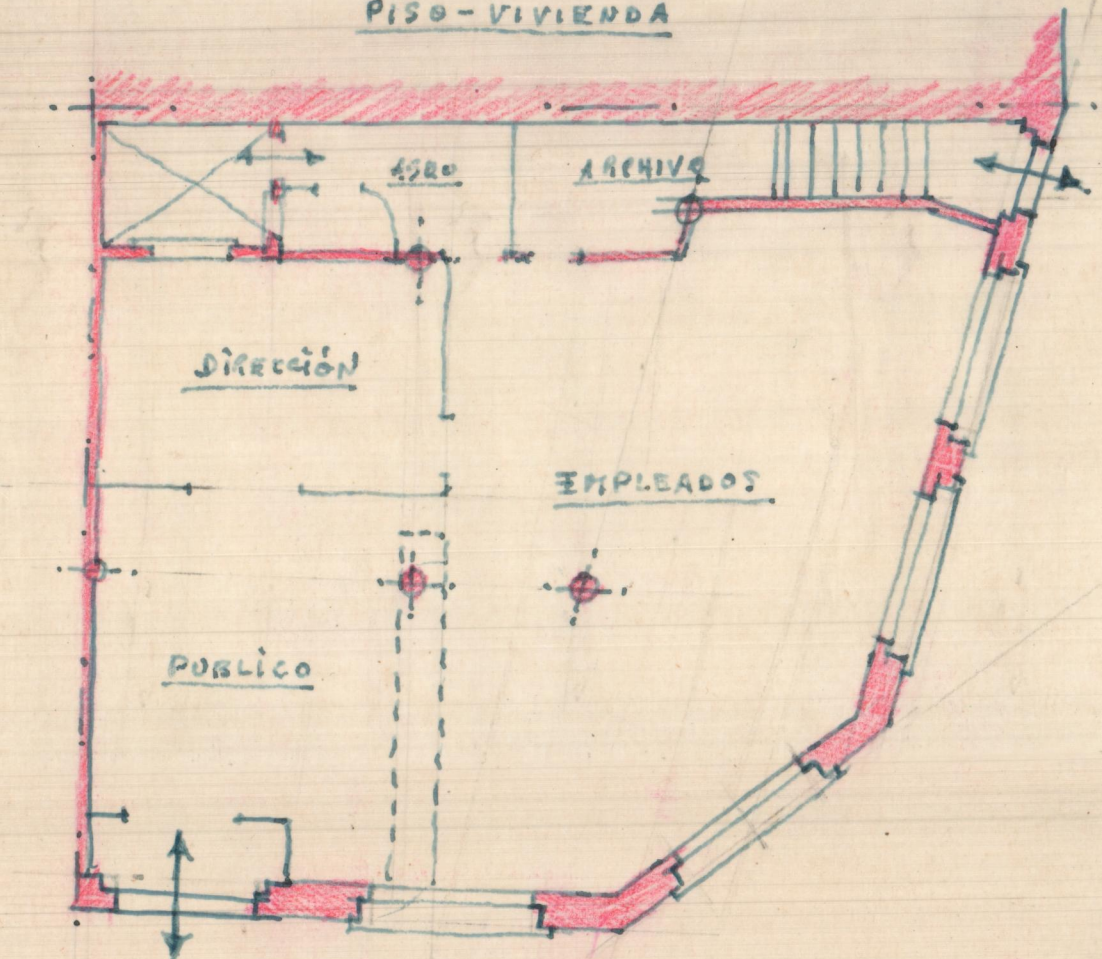 PISO-VIVIENDA
ASEO
ARCHIVO
DIRECCIÓN
EMPLEADOS.
PUBLICO